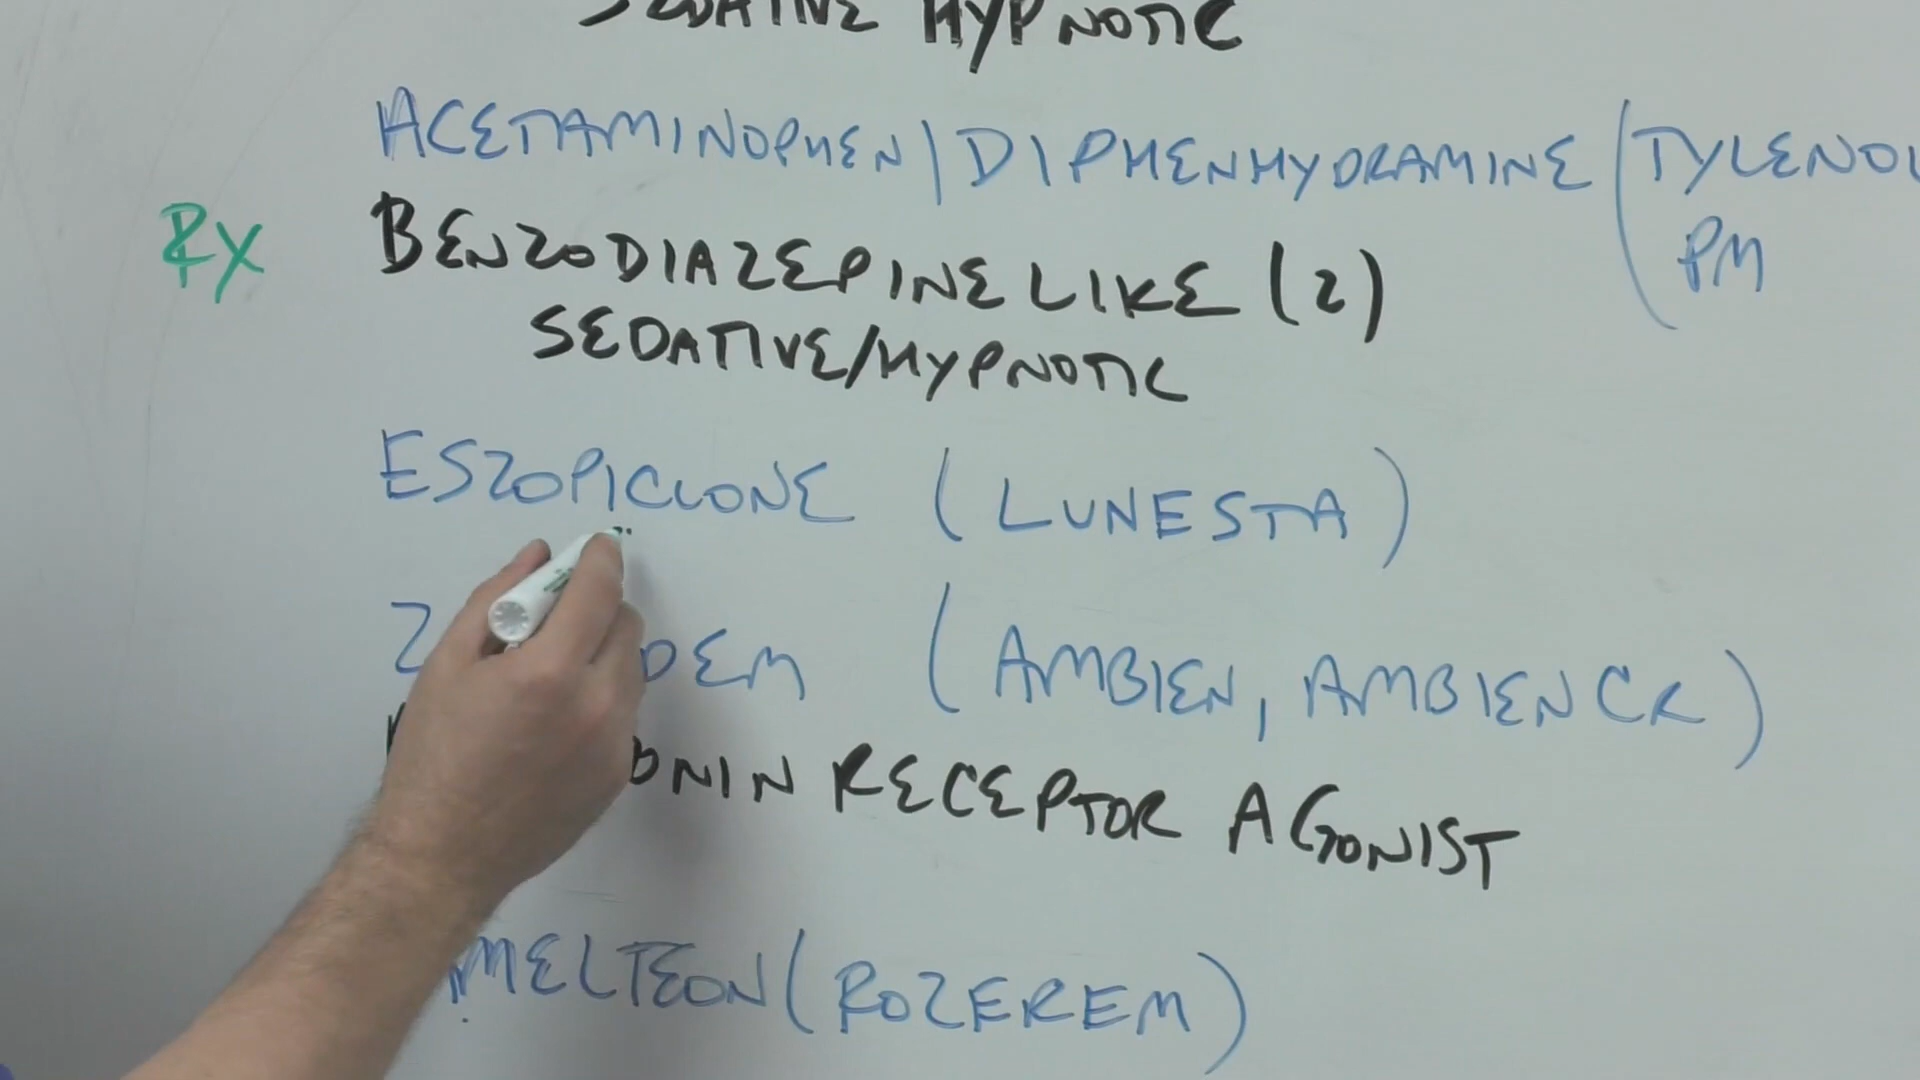 SEDATIVE HYPNOTIC
ACETAMINOPHEN/DIPHENHYDRAMINE (TYLENOL
PM
RX BENZODIAZEPINE LIKE (2)
SEDATIVE/HYPNOTIC
ESZOPICLONE (LUNESTA)
DEM (AMBIEN, AMBIEN CR)
ONIN RECEPTOR AGONIST
MELTEON (ROZEREM)